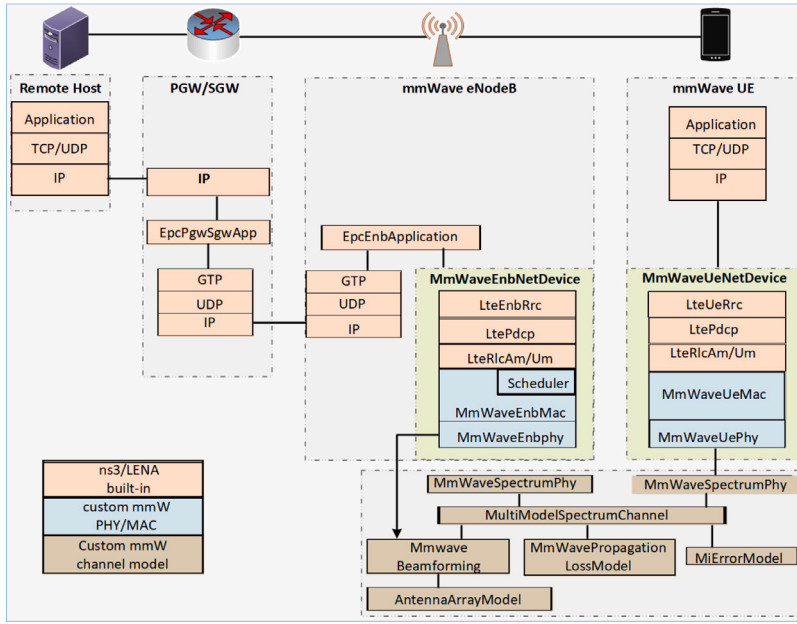 Remote Host
PGW/SGW
mmWave eNodeB
mmWave UE
Application
TCP/UDP
IP
IP
EpcPgwSgwApp
GTP
UDP
IP
EpcEnbApplication
GTP
UDP
IP
MmWaveEnbNetDevice
LteEnbRrc
LtePdcp
LteRlcAm/Um
Scheduler
MmWaveEnbMac
MmWaveEnbphy
Application
TCP/UDP
IP
MmWaveUeNetDevice
LteUeRrc
LtePdcp
LteRlcAm/Um
MmWaveUeMac
MmWaveUePhy
ns3/LENA
built-in
custom mmW
PHY/MAC
Custom mmW
channel model
MmWaveSpectrumPhy
MmWaveSpectrumPhy
MultiModelSpectrumChannel
Mmwave
Beamforming
MmWavePropagation
LossModel
MiErrorModel
AntennaArrayModel